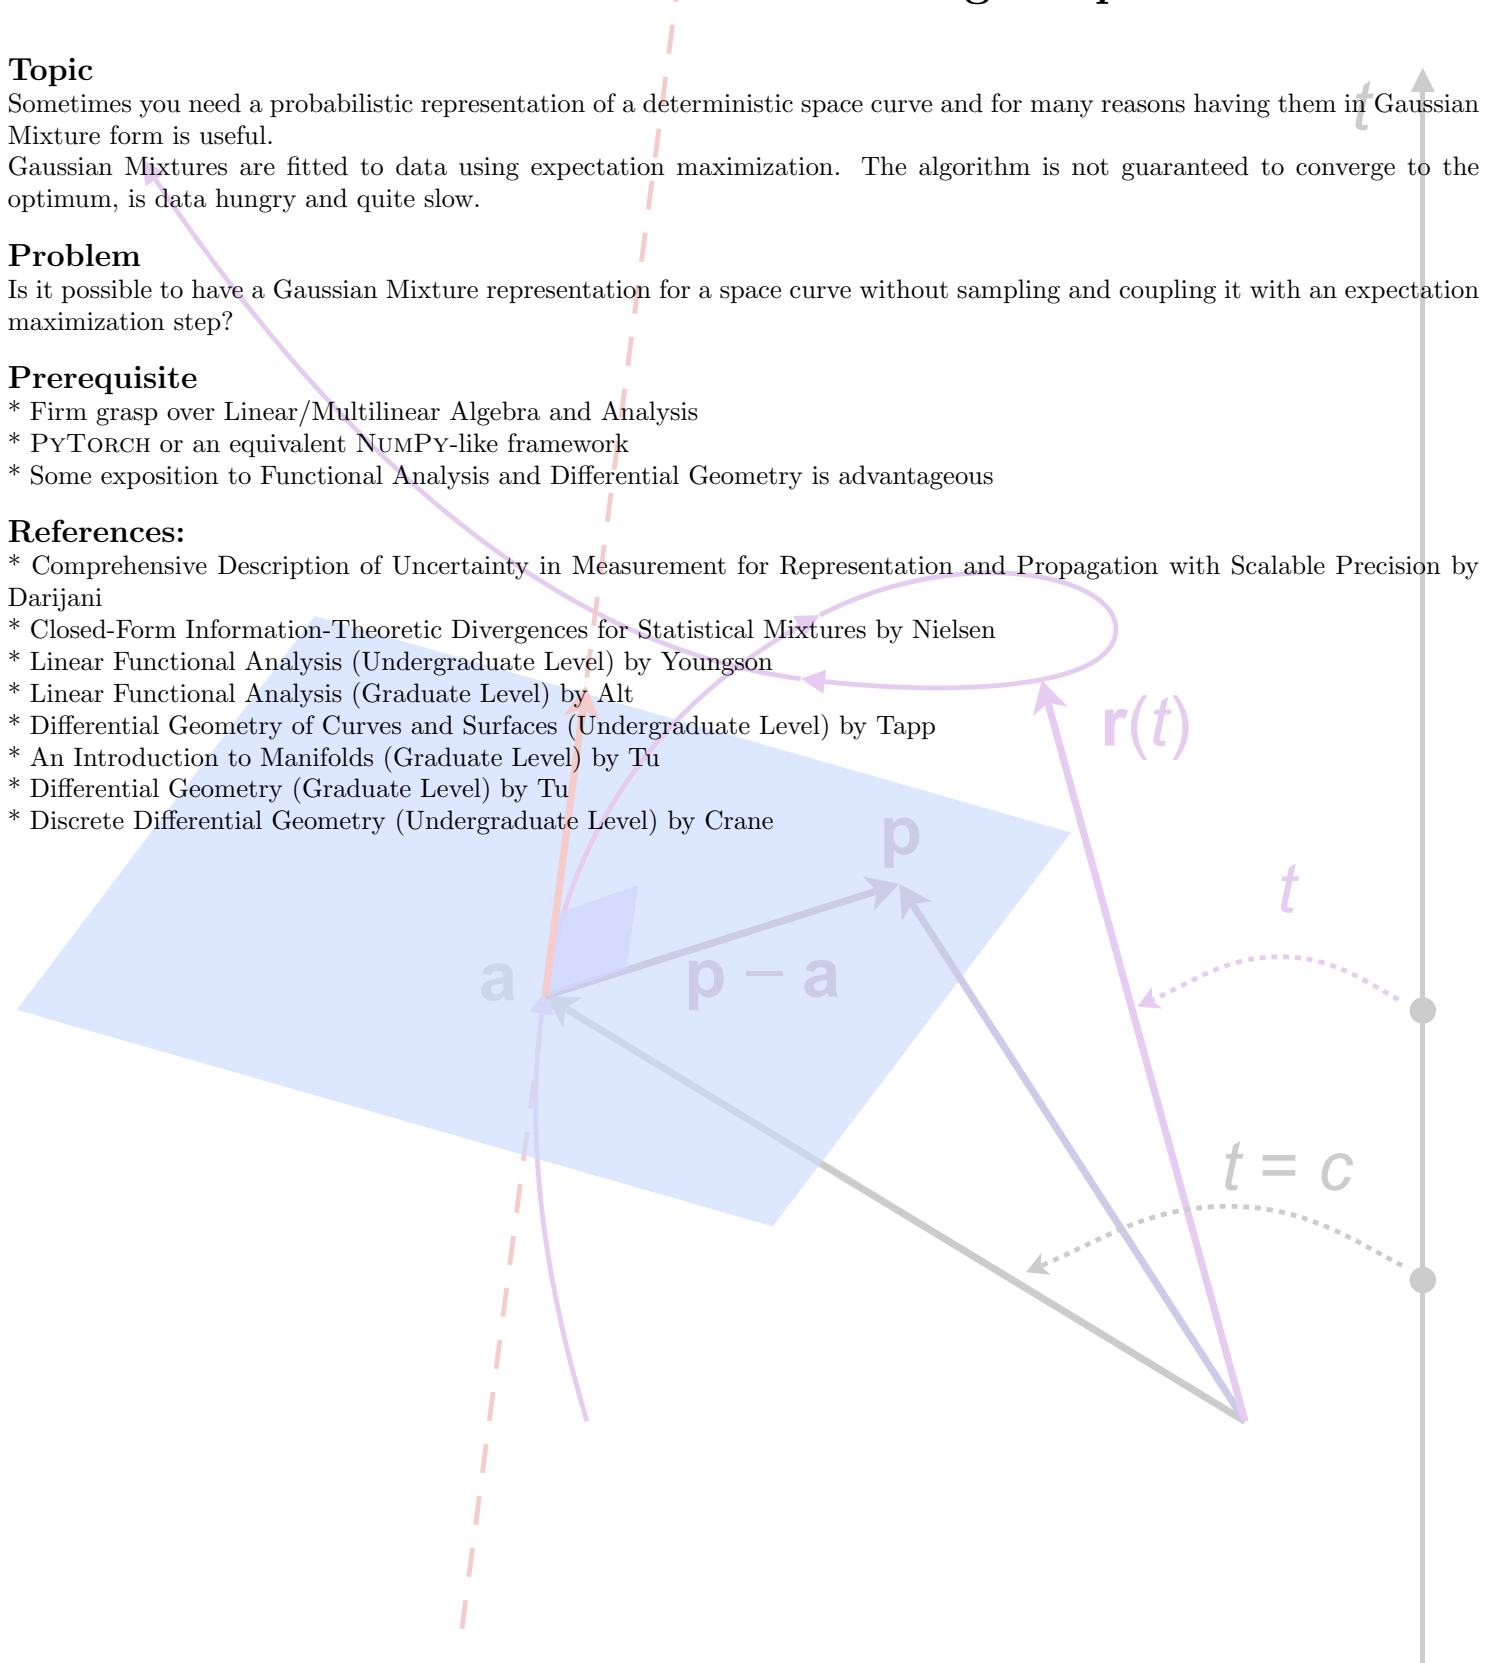 Topic
Sometimes you need a probabilistic representation of a deterministic space curve and for many reasons having them in Gaussian
Mixture form is useful.
Gaussian Mixtures are fitted to data using expectation maximization. The algorithm is not guaranteed to converge to the
optimum, is data hungry and quite slow.
Problem
Is it possible to have a Gaussian Mixture representation for a space curve without sampling and coupling it with an expectation
maximization step?
Prerequisite
* Firm grasp over Linear/Multilinear Algebra and Analysis
* PYTORCH or an equivalent NUMPY-like framework
* Some exposition to Functional Analysis and Differential Geometry is advantageous
References:
* Comprehensive Description of Uncertainty in Measurement for Representation and Propagation with Scalable Precision by
Darijani
* Closed-Form Information-Theoretic Divergences for Statistical Mixtures by Nielsen
* Linear Functional Analysis (Undergraduate Level) by Youngson
* Linear Functional Analysis (Graduate Level) by Alt
* Differential Geometry of Curves and Surfaces (Undergraduate Level) by Tapp
* An Introduction to Manifolds (Graduate Level) by Tu
* Differential Geometry (Graduate Level) by Tu
* Discrete Differential Geometry (Undergraduate Level) by Crane
t
r(t)
p
t
a
p − a
t = c